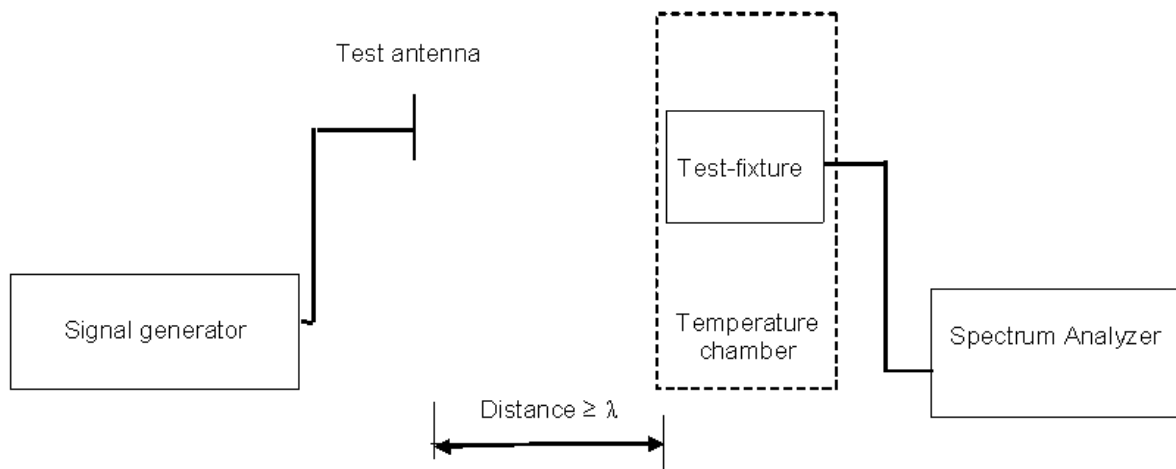 Test antenna
Test-fixture
Signal generator
Temperature
chamber
Spectrum Analyzer
Distance ≥ λ